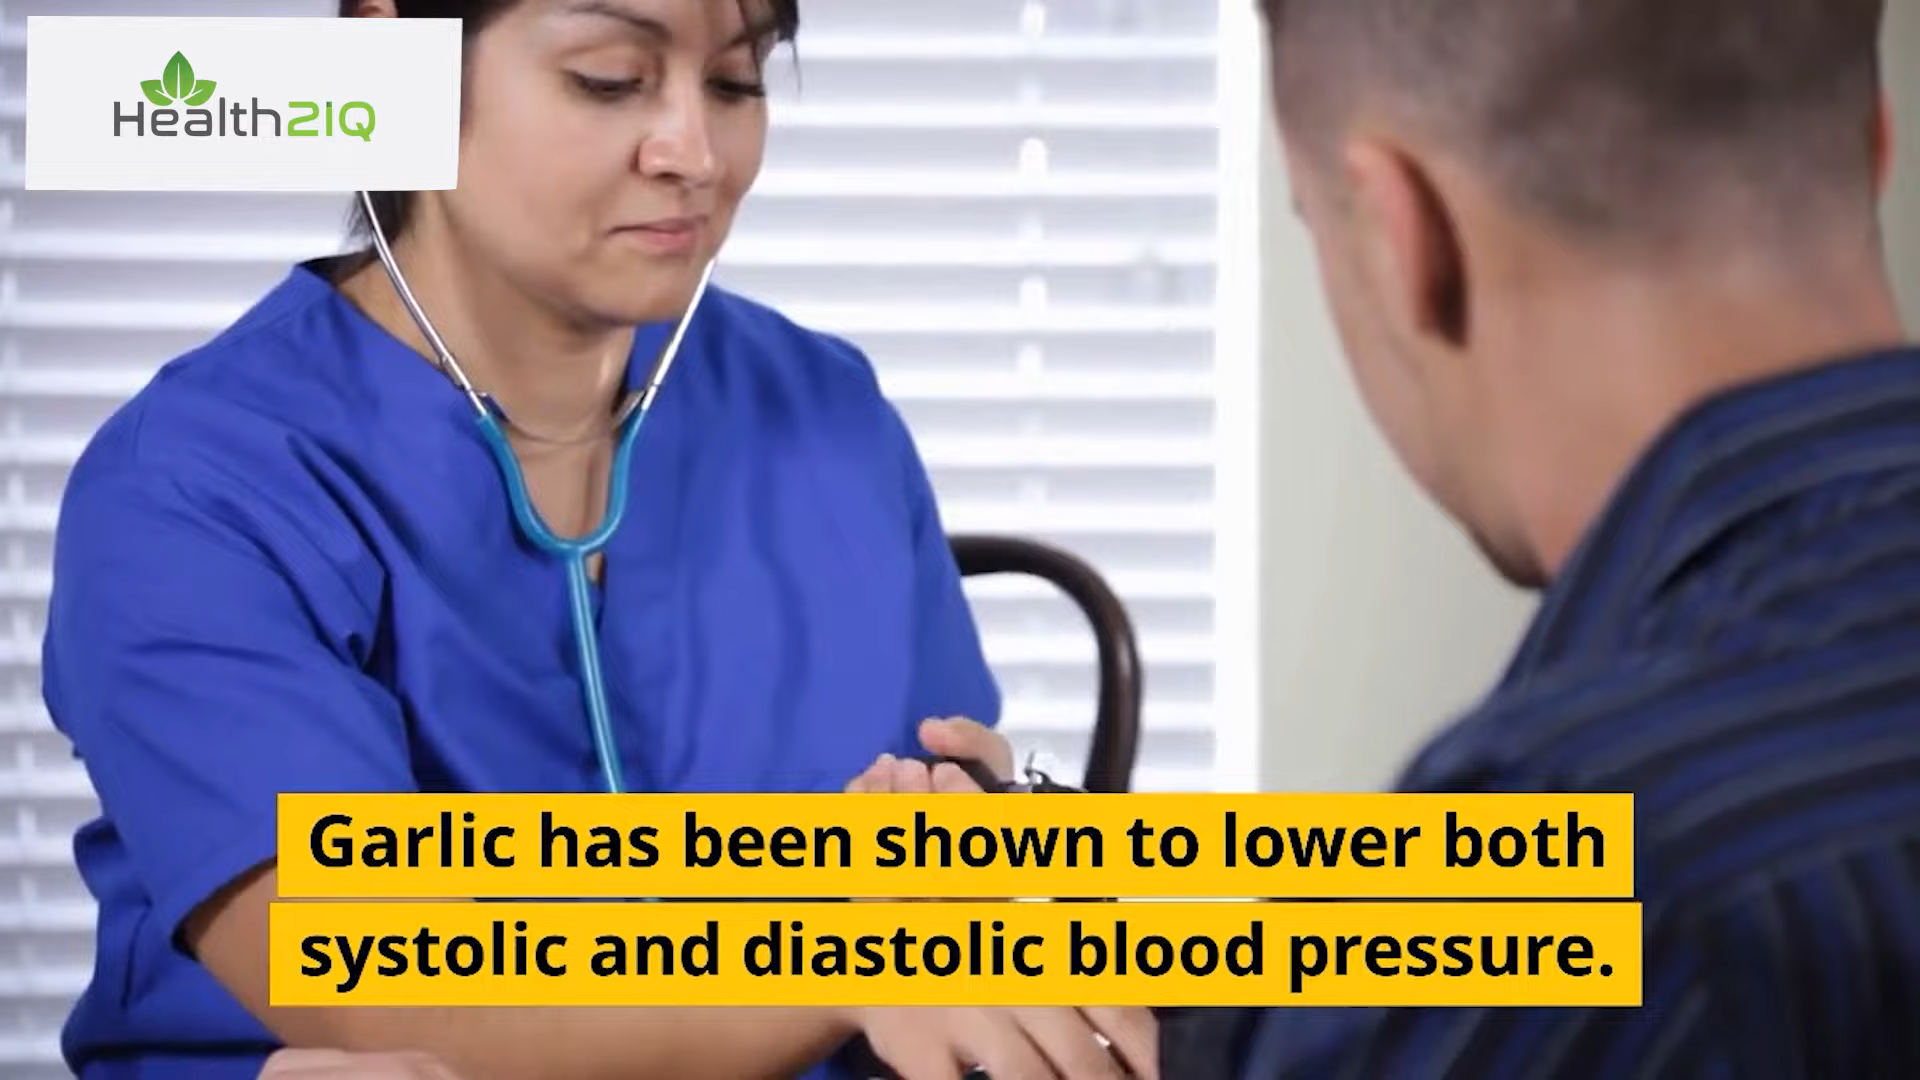 Health2IQ
Garlic has been shown to lower both
systolic and diastolic blood pressure.